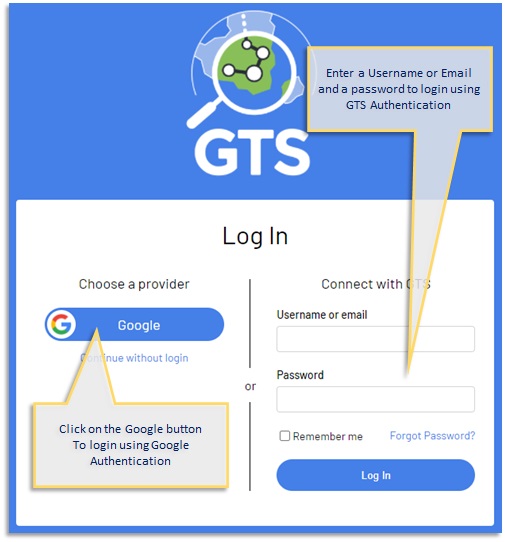 GTS
Enter a Username or Email
and a password to login using
GTS Authentication
Log In
Choose a provider
Google
Continue without login
Click on the Google button
To login using Google
Authentication
or
Connect with GTS
Username or email
Password
Remember me
Forgot Password?
Log In